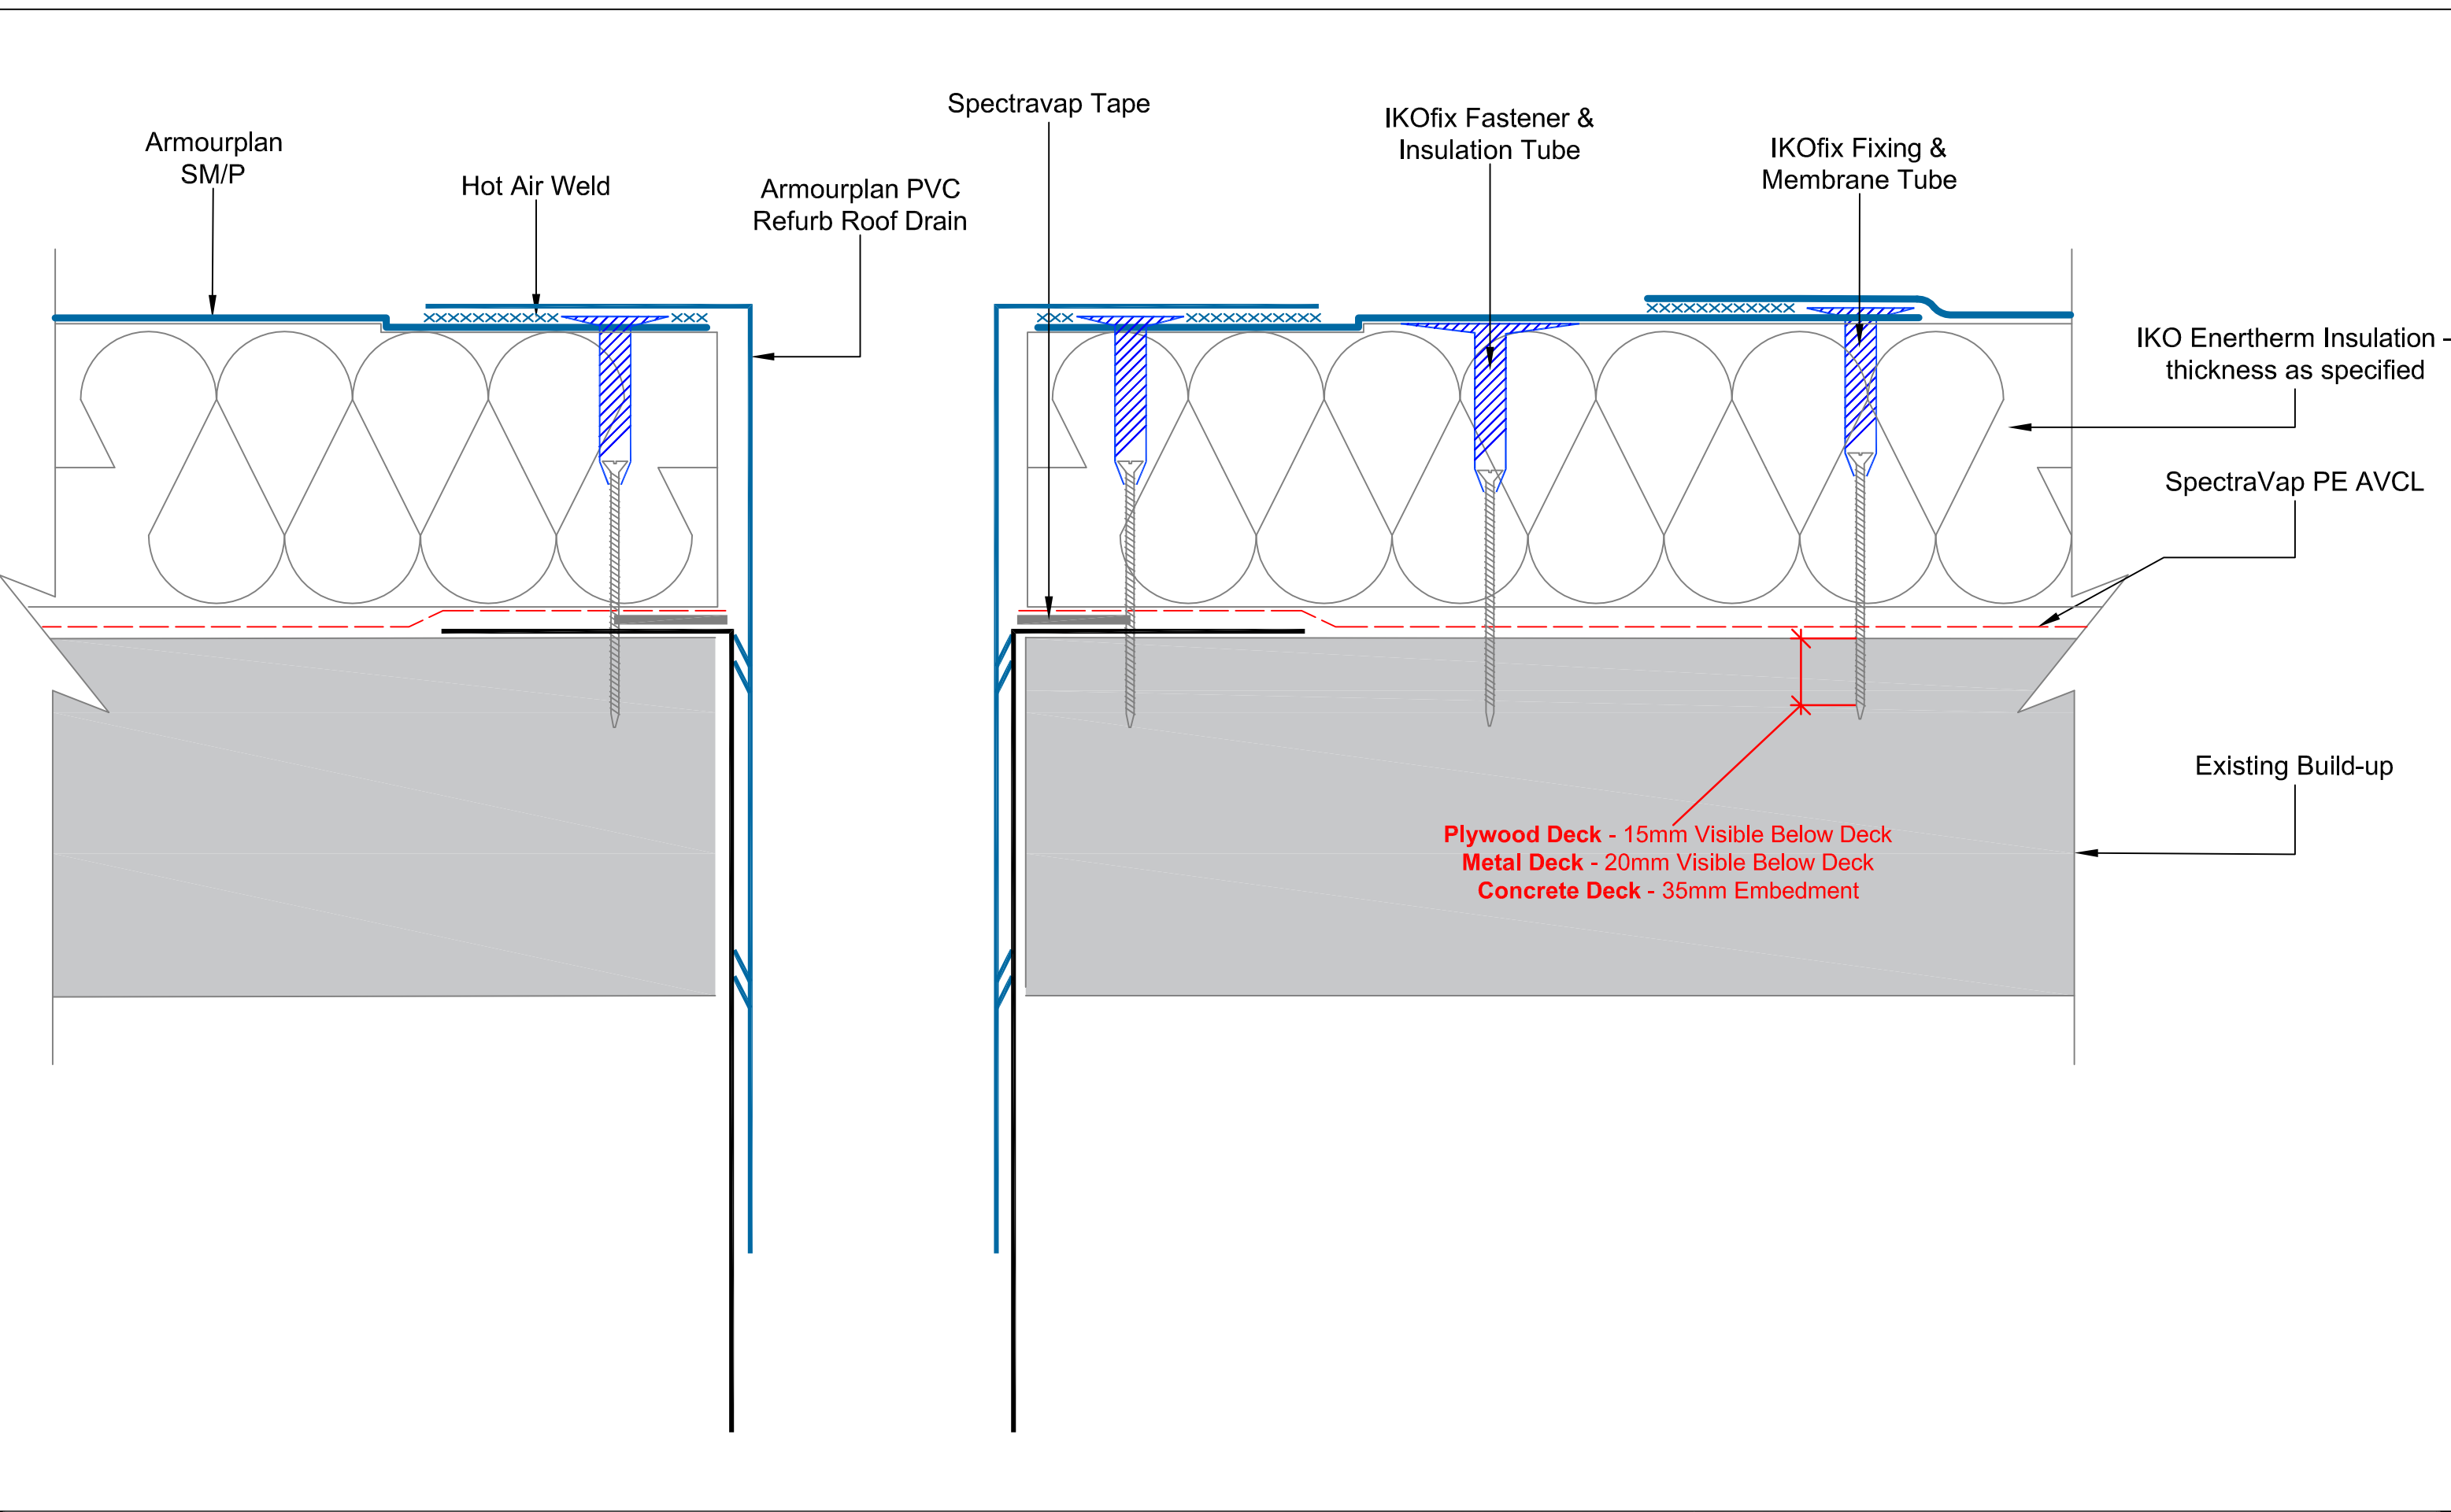 Spectravap Tape
IKOfix Fastener &
Insulation Tube
Armourplan
SM/P
IKOfix Fixing &
Membrane Tube
Hot Air Weld
Armourplan PVC
Refurb Roof Drain
IKO Enertherm Insulation -
thickness as specified
SpectraVap PE AVCL
Existing Build-up
Plywood Deck - 15mm Visible Below Deck
Metal Deck - 20mm Visible Below Deck
Concrete Deck - 35mm Embedment